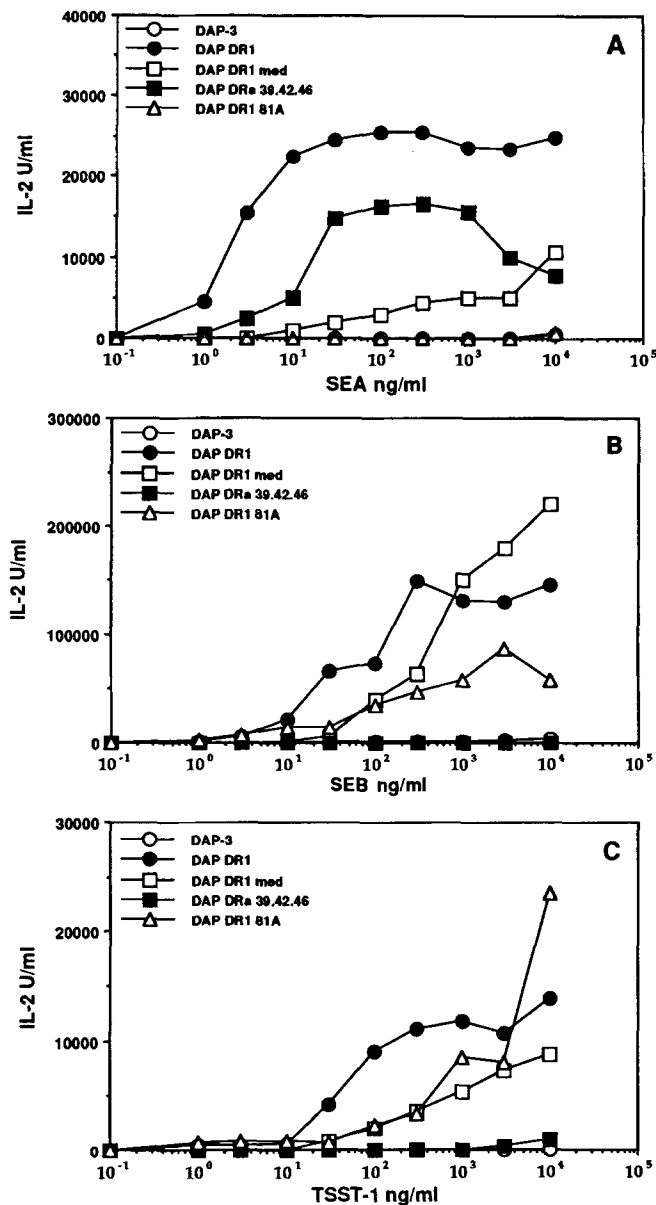 A
DAP-3
DAP DR1
DAP DR1 med
DAP DRa 39.42.46
DAP DR1 81A
IL-2 U/ml
40000
30000
20000
10000
0
10-1 100 101 102 103 104 105
SEA ng/ml
B
DAP-3
DAP DR1
DAP DR1 med
DAP DRa 39.42.46
DAP DR1 81A
IL-2 U/ml
300000
200000
100000
0
10-1 100 101 102 103 104 105
SEB ng/ml
C
DAP-3
DAP DR1
DAP DR1 med
DAP DRa 39.42.46
DAP DR1 81A
IL-2 U/ml
30000
20000
10000
0
10-1 100 101 102 103 104 105
TSST-1 ng/ml